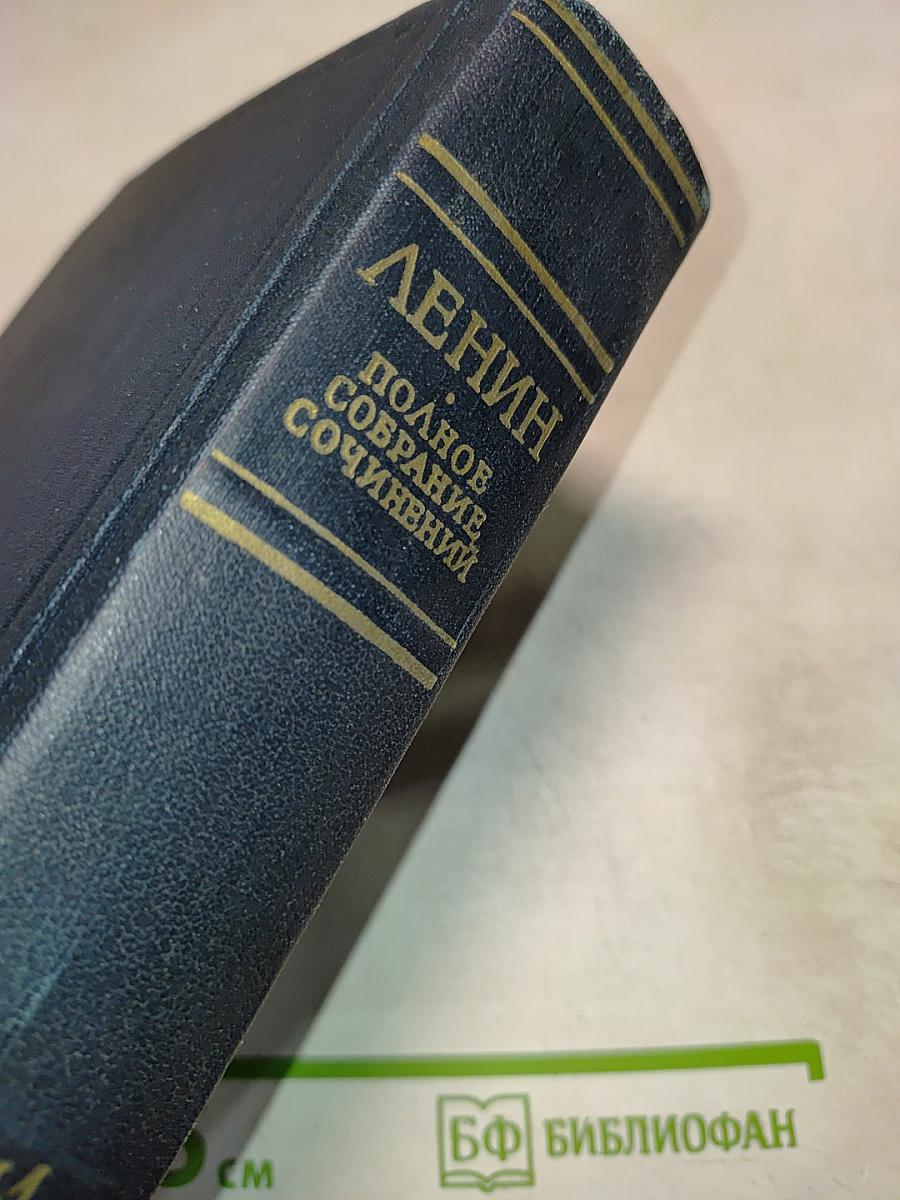 ЛЕНИН
ПОЛНОЕ
СОБРАНИЕ
СОЧИНЕНИЙ
см
БФ БИБЛИОФАН